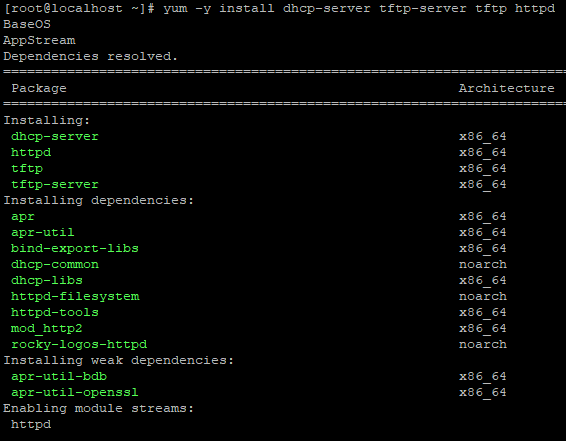 [root@localhost ~]# yum -y install dhcp-server tftp-server tftp httpd
BaseOS
AppStream
Dependencies resolved.
================================================================================
Package Architecture
================================================================================
Installing:
dhcp-server x86_64
httpd x86_64
tftp x86_64
tftp-server x86_64
Installing dependencies:
apr x86_64
apr-util x86_64
bind-export-libs x86_64
dhcp-common noarch
dhcp-libs x86_64
httpd-filesystem noarch
httpd-tools x86_64
mod_http2 x86_64
rocky-logos-httpd noarch
Installing weak dependencies:
apr-util-bdb x86_64
apr-util-openssl x86_64
Enabling module streams:
httpd